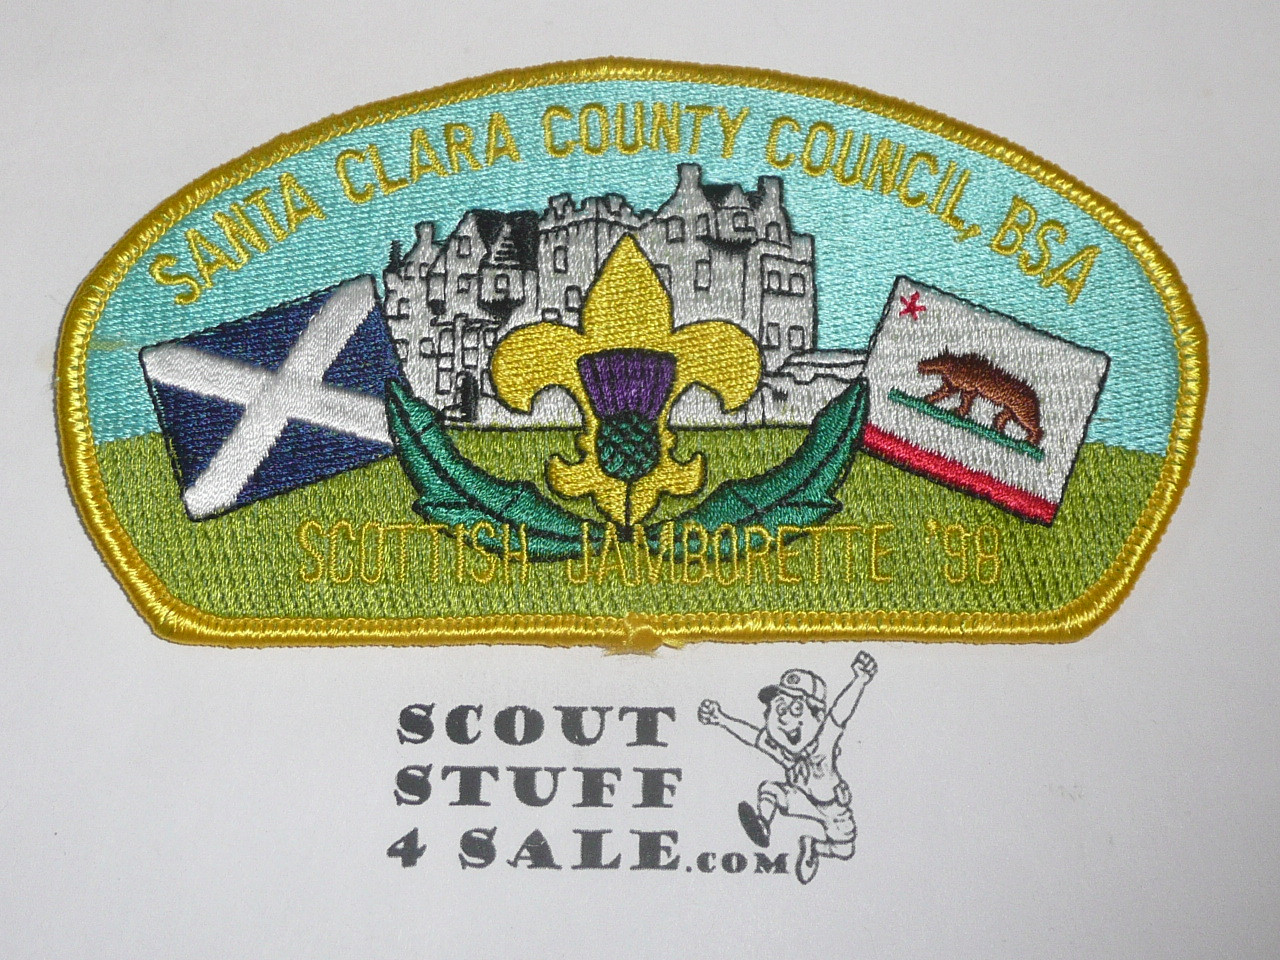 SANTA CLARA COUNTY COUNCIL, BSA
SCOTTISH JAMBORETTE '98
SCOUT
STUFF
4 SALE.COM